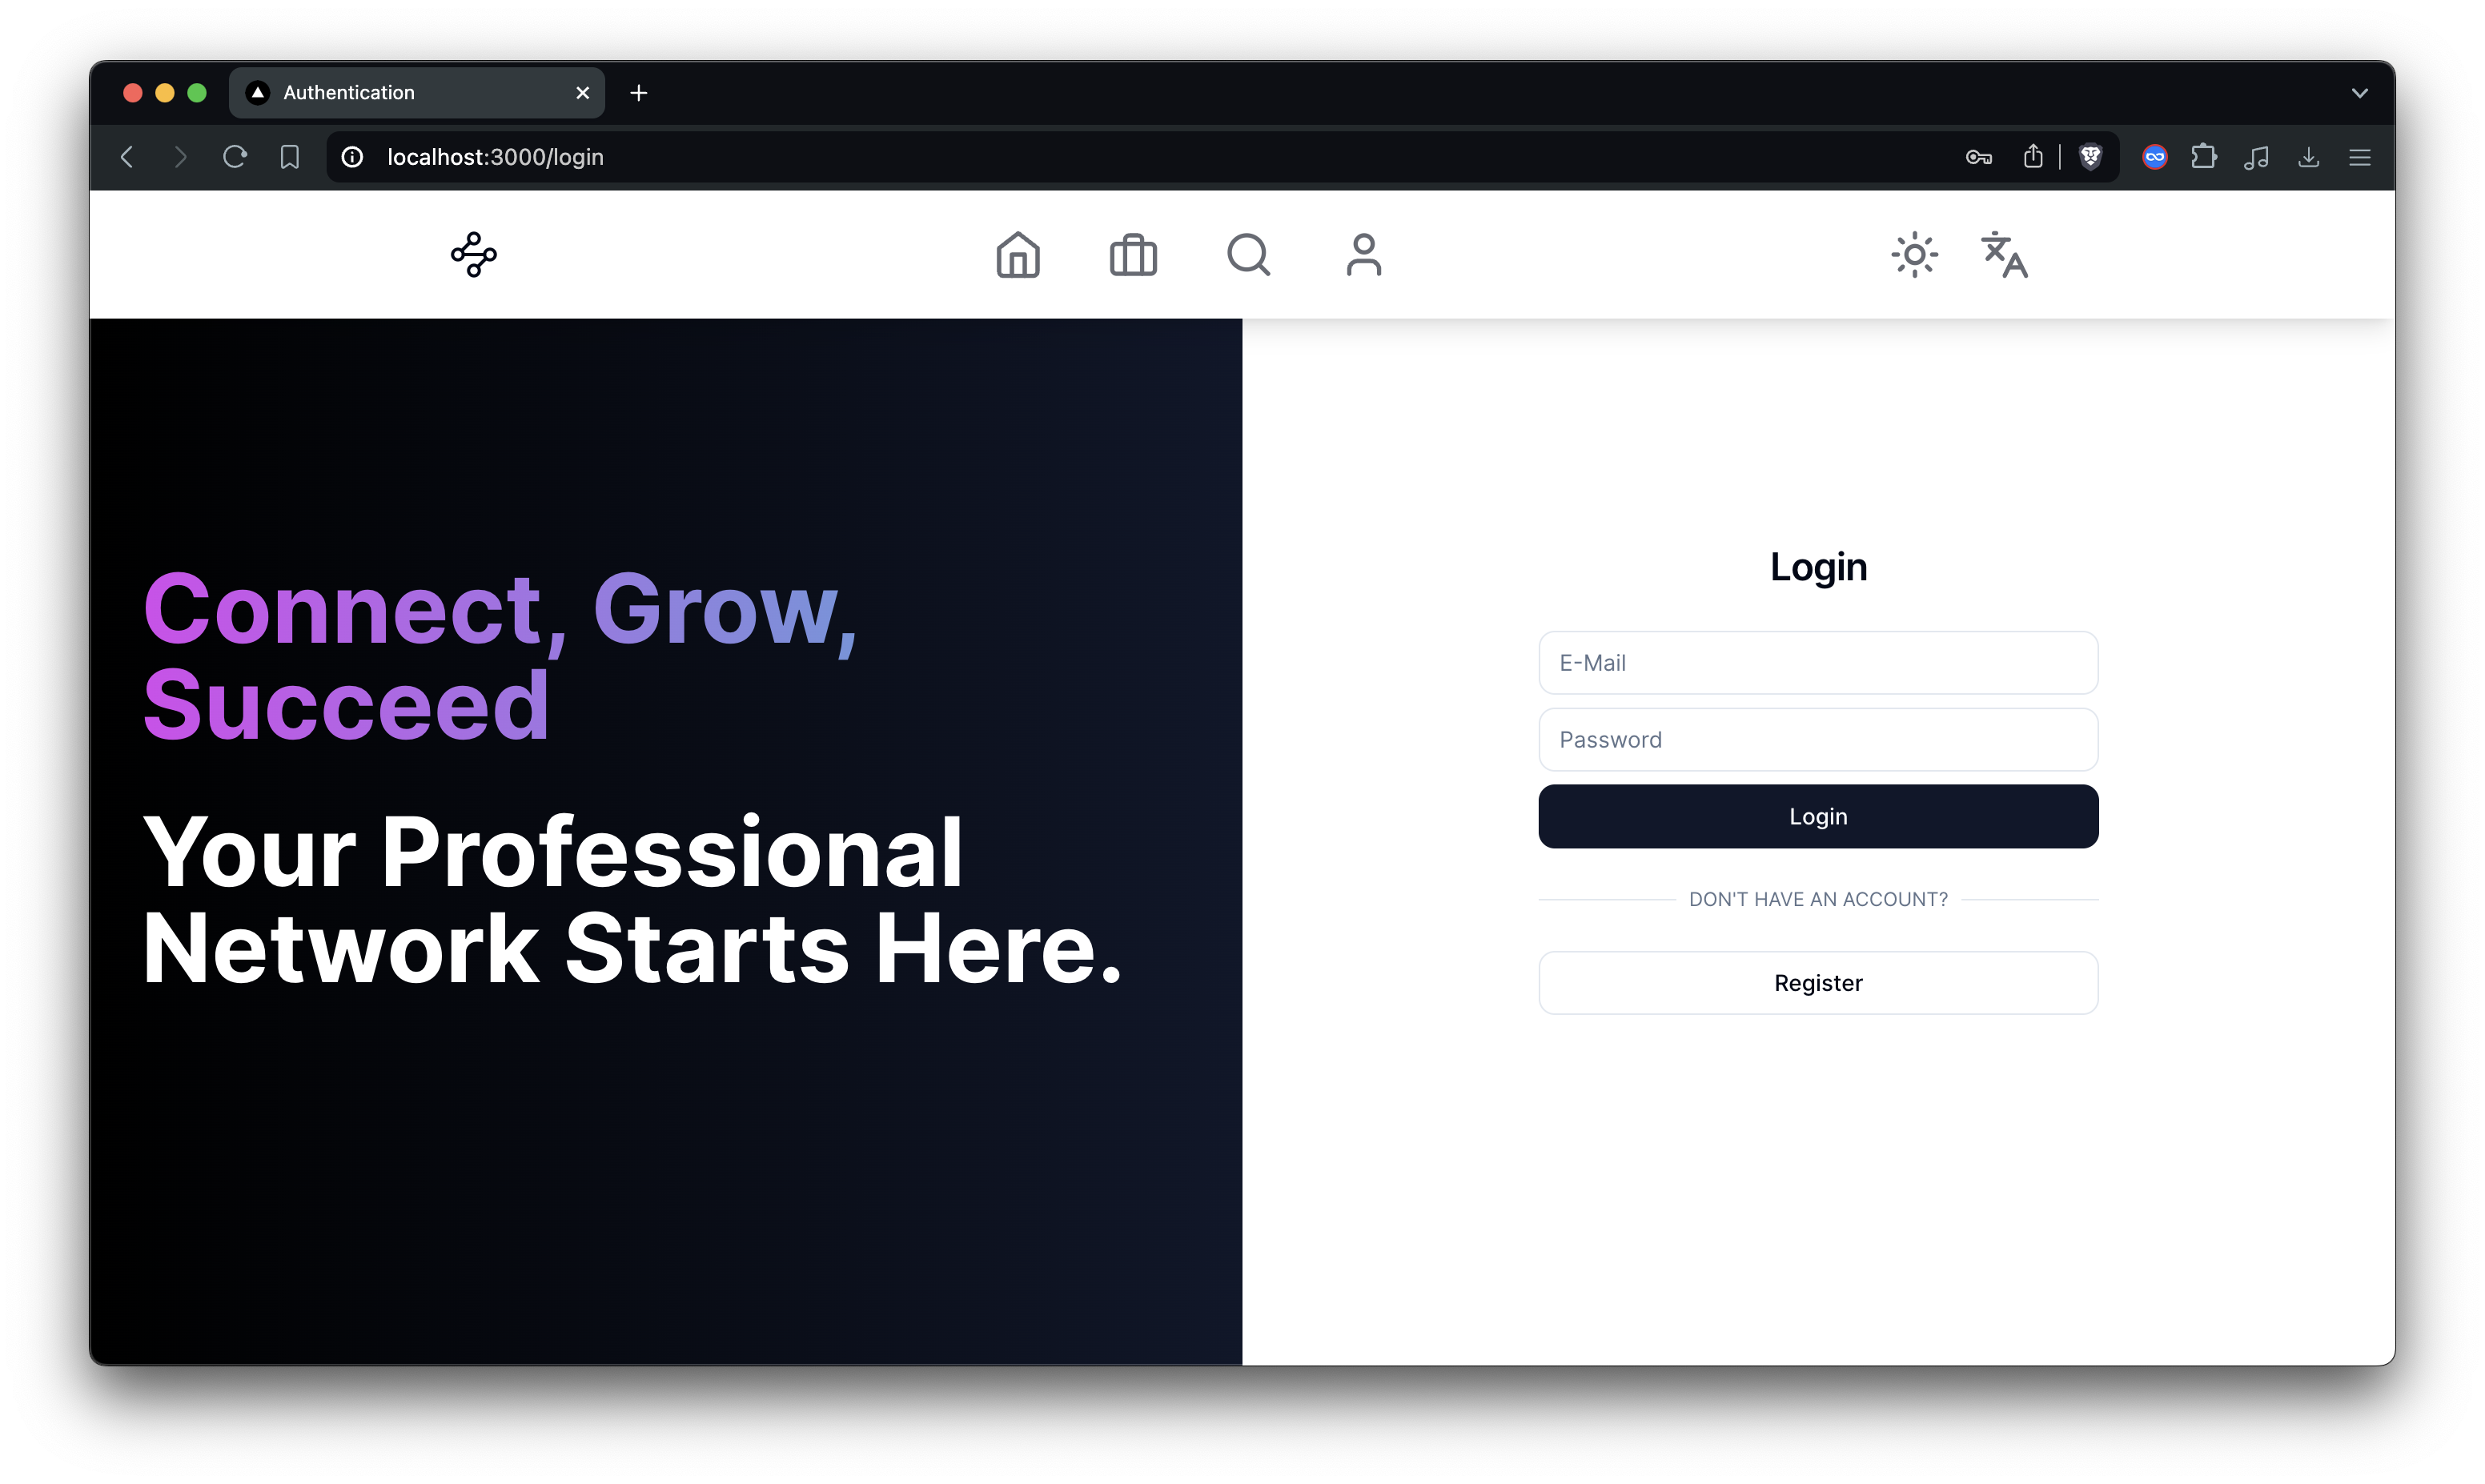 Authentication
localhost:3000/login
Connect, Grow,
Succeed
Your Professional
Network Starts Here.
Login
E-Mail
Password
Login
DON'T HAVE AN ACCOUNT?
Register